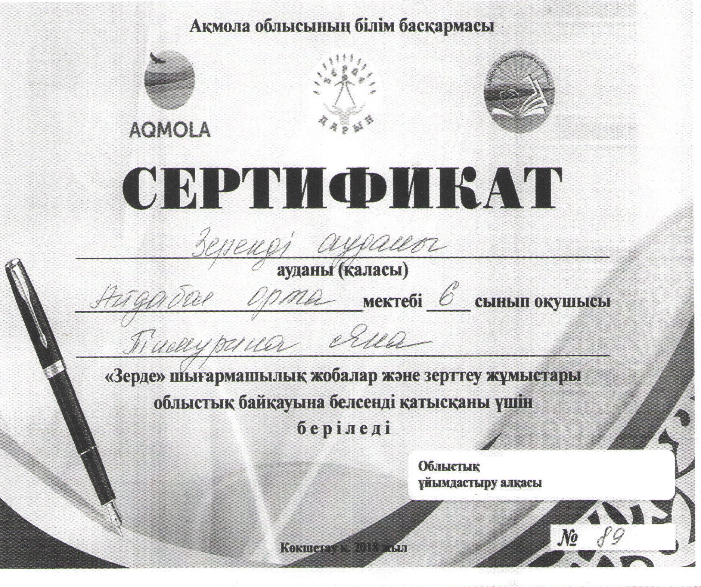 Ақмола облысының білім басқармасы
AQMOLA
ЗЕРДЕ
ДАРЫН
СЕРТИФИКАТ
Зеренді ауданы
ауданы (қаласы)
Айдабол орта мектебі 6 сынып оқушысы
Тимурина Яна
«Зерде» шығармашылық жобалар және зерттеу жұмыстары
облыстық байқауына белсенді қатысқаны үшін
беріледі
Облыстық
ұйымдастыру алқасы
№ 89
Көкшетау қ. 2018 жыл